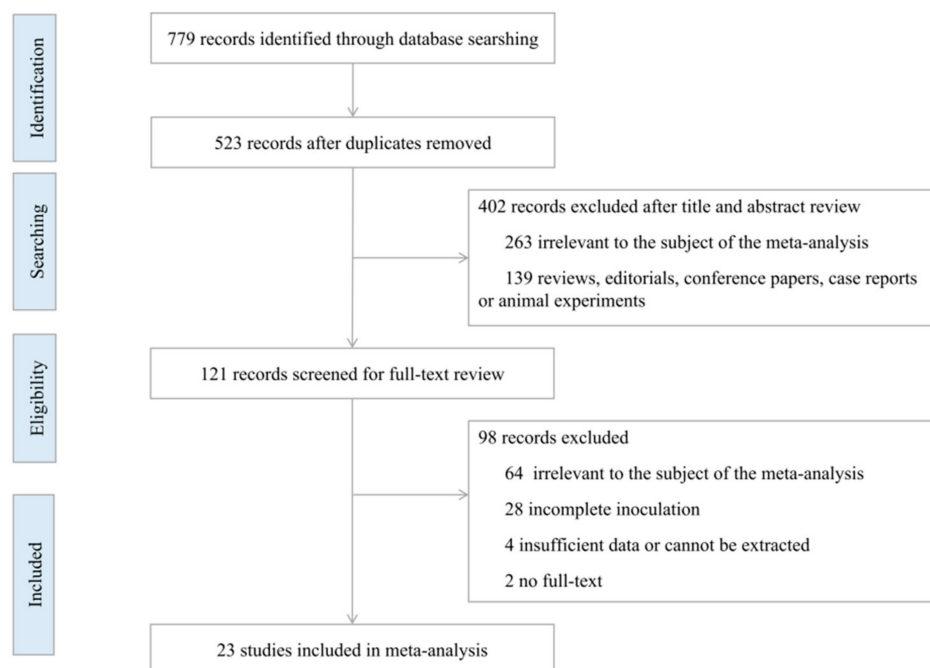 Identification
779 records identified through database searshing
523 records after duplicates removed
Searching
402 records excluded after title and abstract review
263 irrelevant to the subject of the meta-analysis
139 reviews, editorials, conference papers, case reports
or animal experiments
Eligibility
121 records screened for full-text review
98 records excluded
64 irrelevant to the subject of the meta-analysis
28 incomplete inoculation
4 insufficient data or cannot be extracted
2 no full-text
Included
23 studies included in meta-analysis